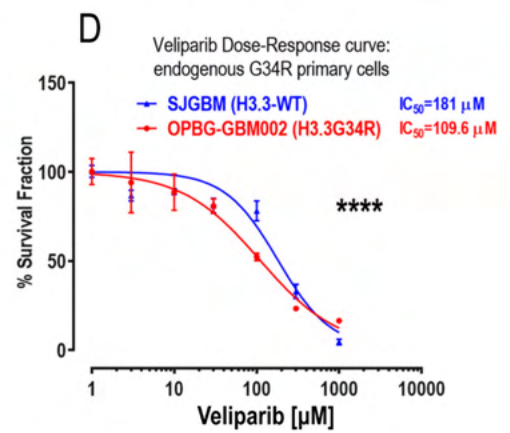 D
Veliparib Dose-Response curve:
endogenous G34R primary cells
SJGBM (H3.3-WT) IC50=181 µM
OPBG-GBM002 (H3.3G34R) IC50=109.6 µM
****
% Survival Fraction
150
100
50
0
1 10 100 1000 10000
Veliparib [µM]